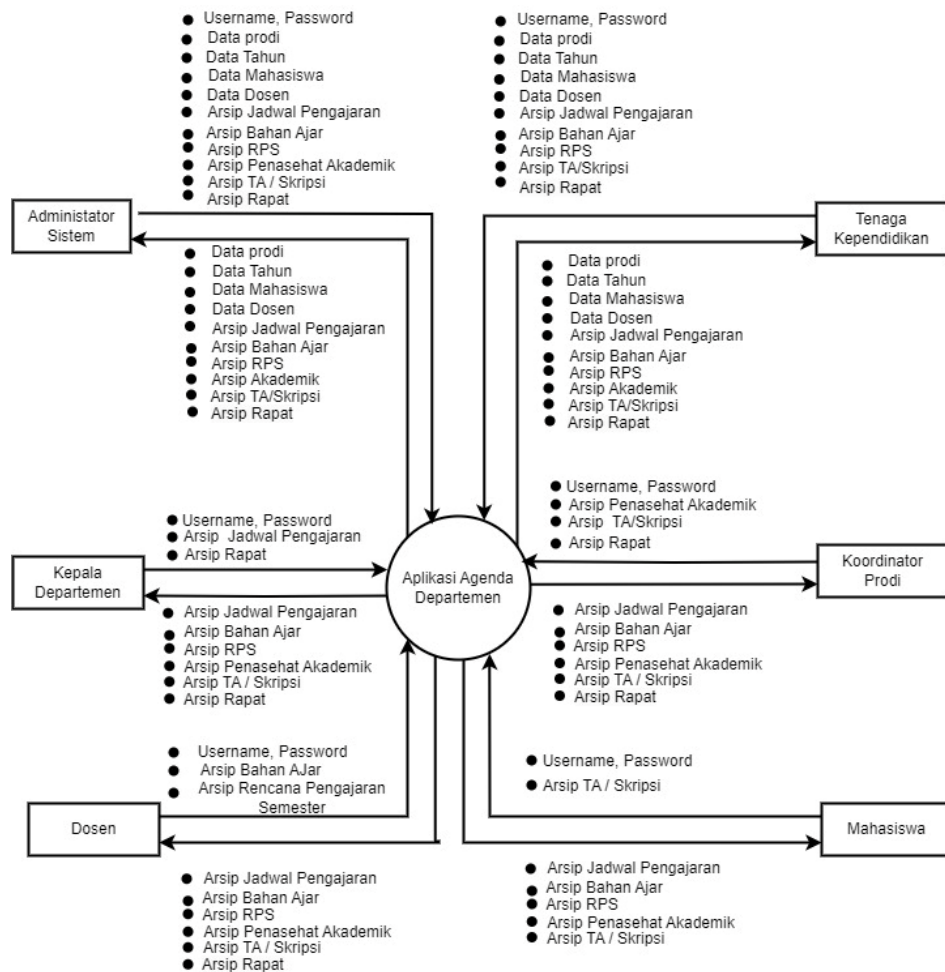 Username, Password
Data prodi
Data Tahun
Data Mahasiswa
Data Dosen
Arsip Jadwal Pengajaran
Arsip Bahan Ajar
Arsip RPS
Arsip Penasehat Akademik
Arsip TA / Skripsi
Arsip Rapat
Username, Password
Data prodi
Data Tahun
Data Mahasiswa
Data Dosen
Arsip Jadwal Pengajaran
Arsip Bahan Ajar
Arsip RPS
Arsip TA/Skripsi
Arsip Rapat
Administator
Sistem
Tenaga
Kependidikan
Data prodi
Data Tahun
Data Mahasiswa
Data Dosen
Arsip Jadwal Pengajaran
Arsip Bahan Ajar
Arsip RPS
Arsip Akademik
Arsip TA/Skripsi
Arsip Rapat
Data prodi
Data Tahun
Data Mahasiswa
Data Dosen
Arsip Jadwal Pengajaran
Arsip Bahan Ajar
Arsip RPS
Arsip Akademik
Arsip TA/Skripsi
Arsip Rapat
Username, Password
Arsip Jadwal Pengajaran
Arsip Rapat
Username, Password
Arsip Penasehat Akademik
Arsip TA/Skripsi
Arsip Rapat
Kepala
Departemen
Aplikasi Agenda
Departemen
Koordinator
Prodi
Arsip Jadwal Pengajaran
Arsip Bahan Ajar
Arsip RPS
Arsip Penasehat Akademik
Arsip TA / Skripsi
Arsip Rapat
Arsip Jadwal Pengajaran
Arsip Bahan Ajar
Arsip RPS
Arsip Penasehat Akademik
Arsip TA / Skripsi
Arsip Rapat
Username, Password
Arsip Bahan AJar
Arsip Rencana Pengajaran
Semester
Username, Password
Arsip TA / Skripsi
Dosen
Mahasiswa
Arsip Jadwal Pengajaran
Arsip Bahan Ajar
Arsip RPS
Arsip Penasehat Akademik
Arsip TA / Skripsi
Arsip Rapat
Arsip Jadwal Pengajaran
Arsip Bahan Ajar
Arsip RPS
Arsip Penasehat Akademik
Arsip TA / Skripsi